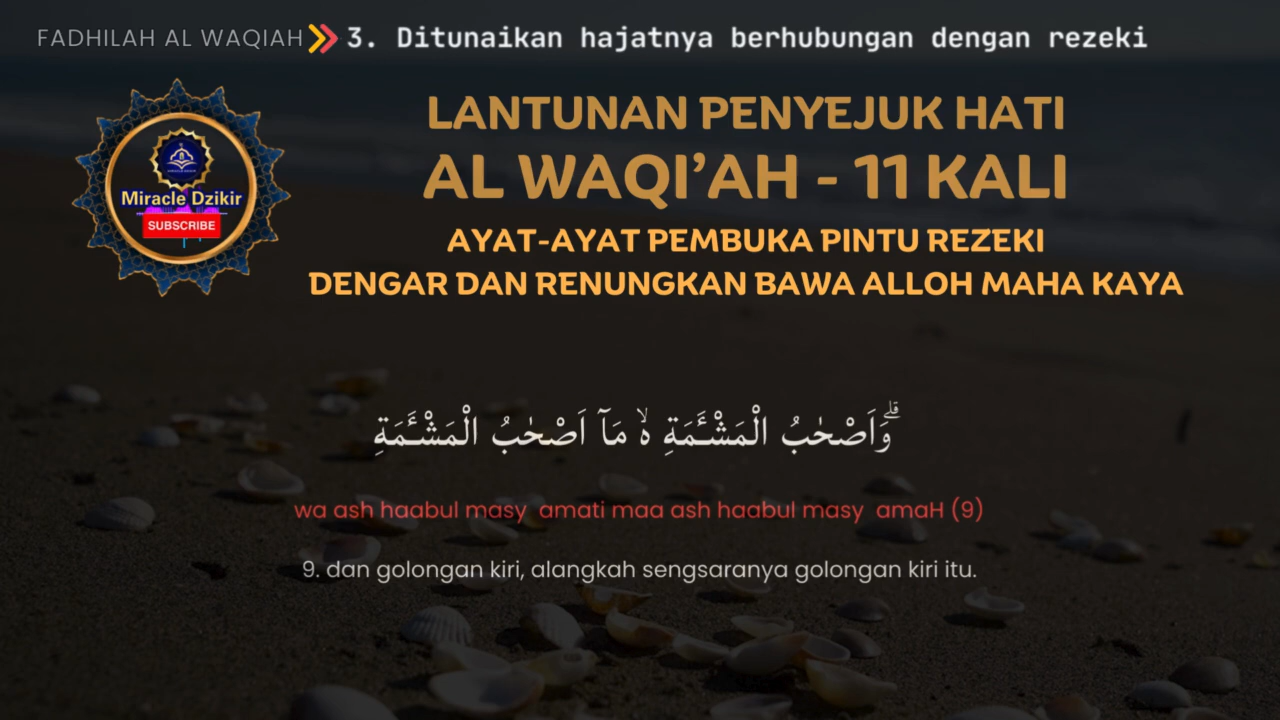 FADHILAH AL WAQIAH
3. Ditunaikan hajatnya berhubungan dengan rezeki
LANTUNAN PENYEJUK HATI
AL WAQI’AH - 11 KALI
AYAT-AYAT PEMBUKA PINTU REZEKI
DENGAR DAN RENUNGKAN BAWA ALLOH MAHA KAYA
Miracle Dzikir
SUBSCRIBE
وَاَصْحٰبُ الْمَشْـَٔمَةِ ەۙ مَآ اَصْحٰبُ الْمَشْـَٔمَةِۗ
wa ash haabul masy  amati maa ash haabul masy  amaH (9)
9. dan golongan kiri, alangkah sengsaranya golongan kiri itu.